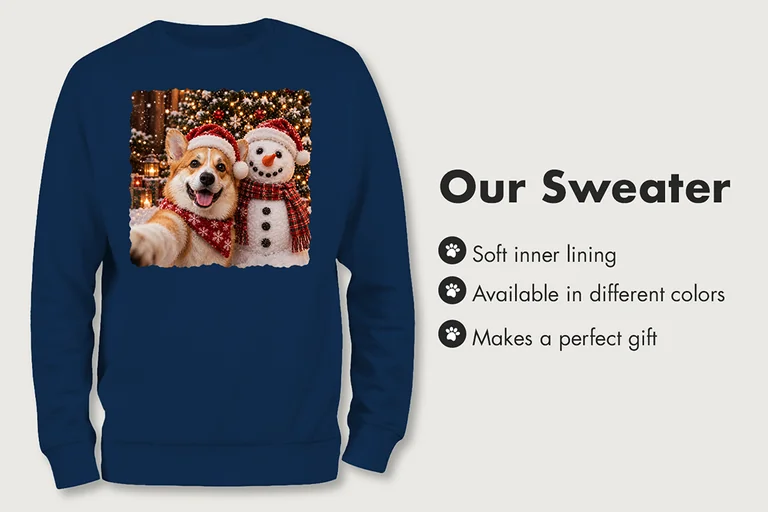 Our Sweater
Soft inner lining
Available in different colors
Makes a perfect gift